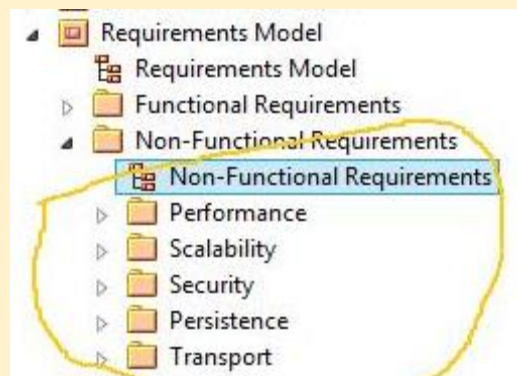 Requirements Model
Requirements Model
Functional Requirements
Non-Functional Requirements
Non-Functional Requirements
Performance
Scalability
Security
Persistence
Transport